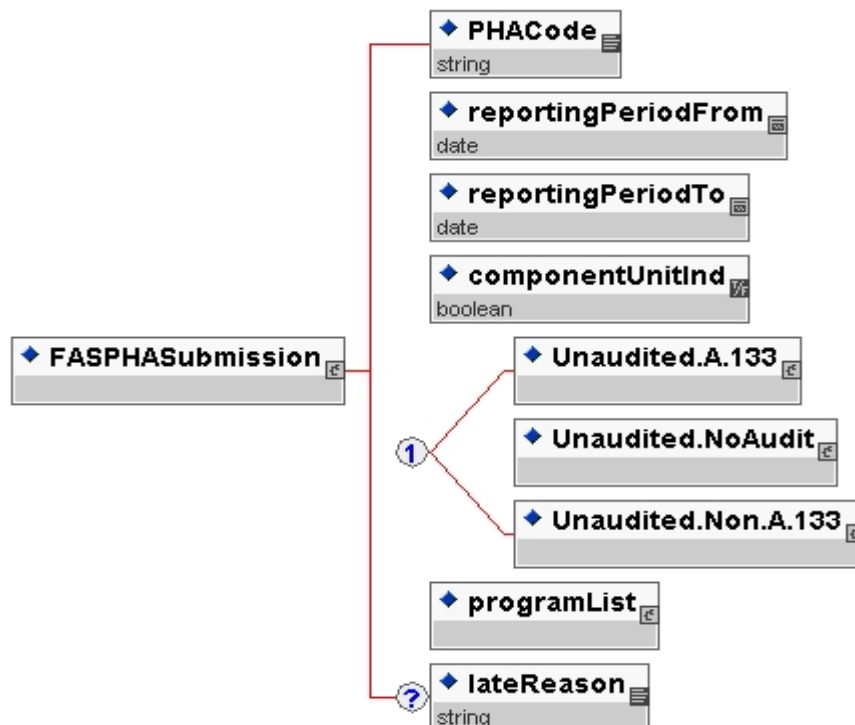 PHACode
string
reportingPeriodFrom
date
reportingPeriodTo
date
componentUnitInd
T/F
boolean
FASPHASubmission
Unaudited.A.133
1
Unaudited.NoAudit
Unaudited.Non.A.133
programList
?
lateReason
string